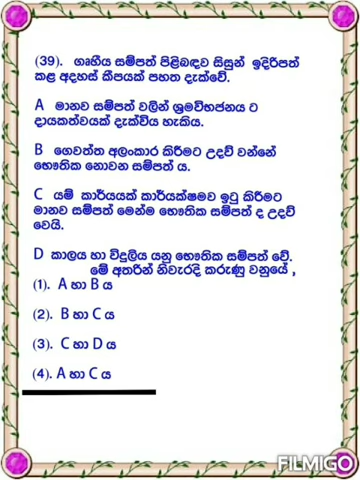 (39). ගෘහීය සම්පත් පිළිබඳව සිසුන් ඉදිරිපත්
කළ අදහස් කීපයක් පහත දැක්වේ.
A මානව සම්පත් වලින් ශ්‍රමවිභජනය ට
දායකත්වයක් දැක්විය හැකිය.
B ගෙවත්ත අලංකාර කිරීමට උදව් වන්නේ
භෞතික නොවන සම්පත් ය.
C යම් කාර්යයක් කාර්යක්ෂමව ඉටු කිරීමට
මානව සම්පත් මෙන්ම භෞතික සම්පත් ද උදව්
වෙයි.
D කාලය හා විදුලිය යනු භෞතික සම්පත් වේ.
මේ අතරින් නිවැරදි කරුණු වනුයේ ,
(1). A හා B ය
(2). B හා C ය
(3). C හා D ය
(4). A හා C ය
FILMIGO